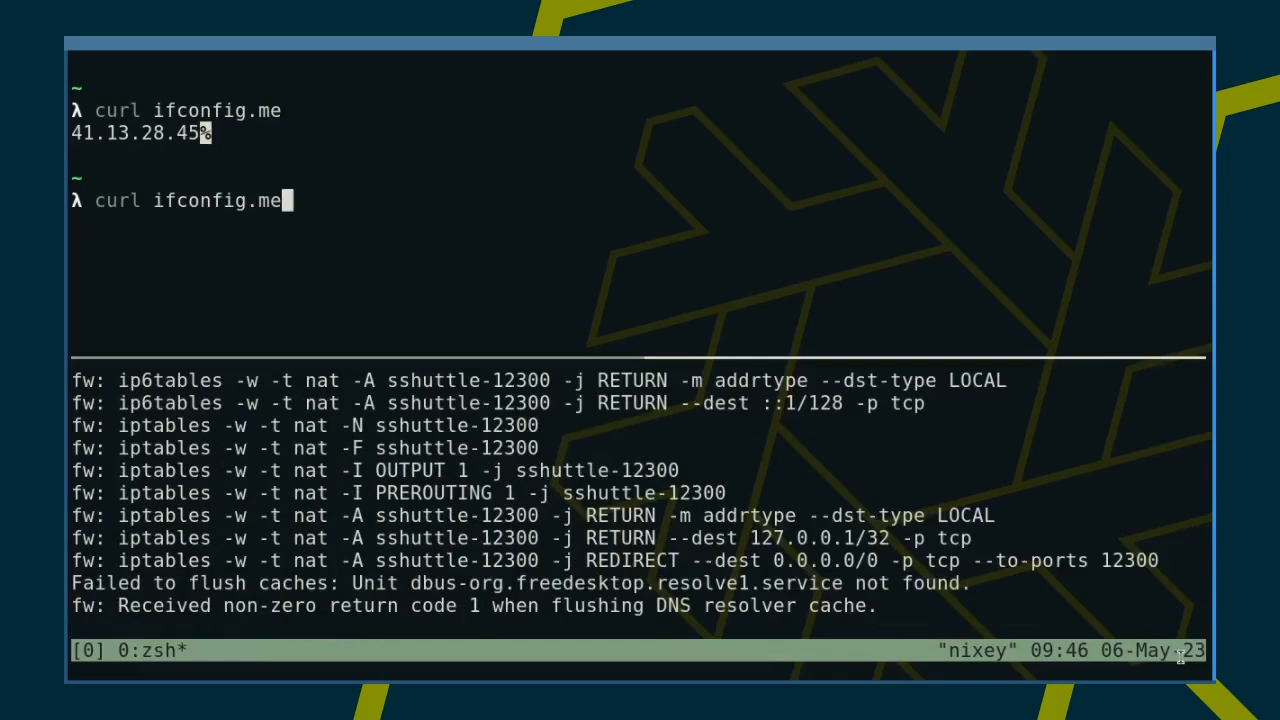 ~
λ curl ifconfig.me
41.13.28.45%
~
λ curl ifconfig.me
fw: ip6tables -w -t nat -A sshuttle-12300 -j RETURN -m addrtype --dst-type LOCAL
fw: ip6tables -w -t nat -A sshuttle-12300 -j RETURN --dest ::1/128 -p tcp
fw: iptables -w -t nat -N sshuttle-12300
fw: iptables -w -t nat -F sshuttle-12300
fw: iptables -w -t nat -I OUTPUT 1 -j sshuttle-12300
fw: iptables -w -t nat -I PREROUTING 1 -j sshuttle-12300
fw: iptables -w -t nat -A sshuttle-12300 -j RETURN -m addrtype --dst-type LOCAL
fw: iptables -w -t nat -A sshuttle-12300 -j RETURN --dest 127.0.0.1/32 -p tcp
fw: iptables -w -t nat -A sshuttle-12300 -j REDIRECT --dest 0.0.0.0/0 -p tcp --to-ports 12300
Failed to flush caches: Unit dbus-org.freedesktop.resolve1.service not found.
fw: Received non-zero return code 1 when flushing DNS resolver cache.
[0] 0:zsh* "nixey" 09:46 06-May-23